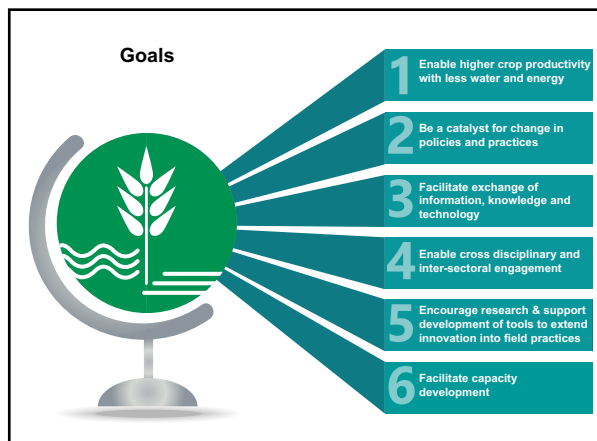 Goals
1
Enable higher crop productivity
with less water and energy
2
Be a catalyst for change in
policies and practices
3
Facilitate exchange of
information, knowledge and
technology
4
Enable cross disciplinary and
inter-sectoral engagement
5
Encourage research & support
development of tools to extend
innovation into field practices
6
Facilitate capacity
development